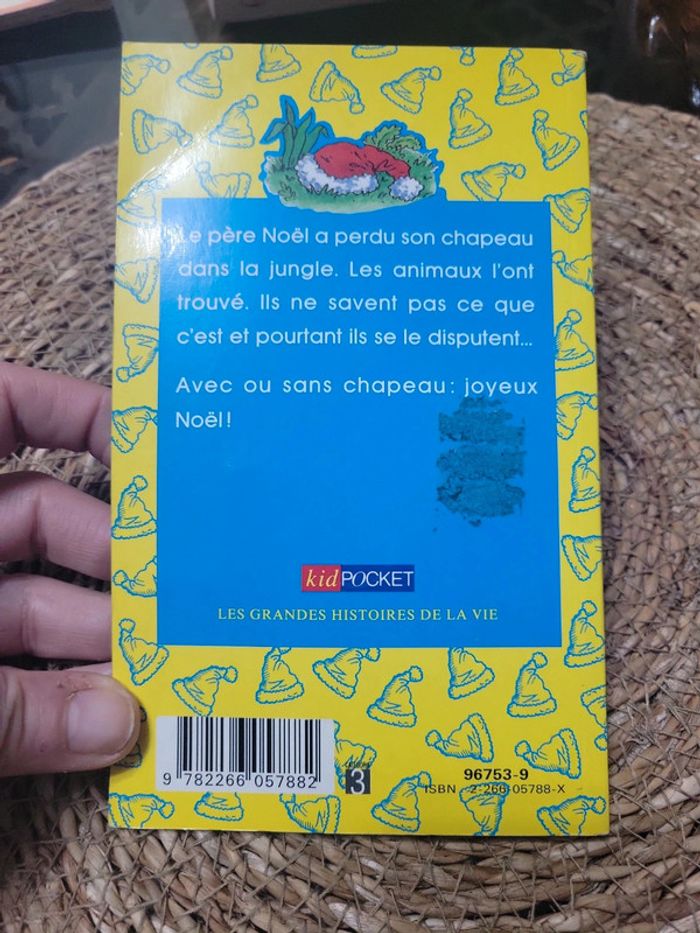 Le père Noël a perdu son chapeau
dans la jungle. Les animaux l'ont
trouvé. Ils ne savent pas ce que
c'est et pourtant ils se le disputent...
Avec ou sans chapeau : joyeux
Noël !
kid POCKET
LES GRANDES HISTOIRES DE LA VIE
9 782266 057882
3
96753-9
ISBN 2-266-05788-X